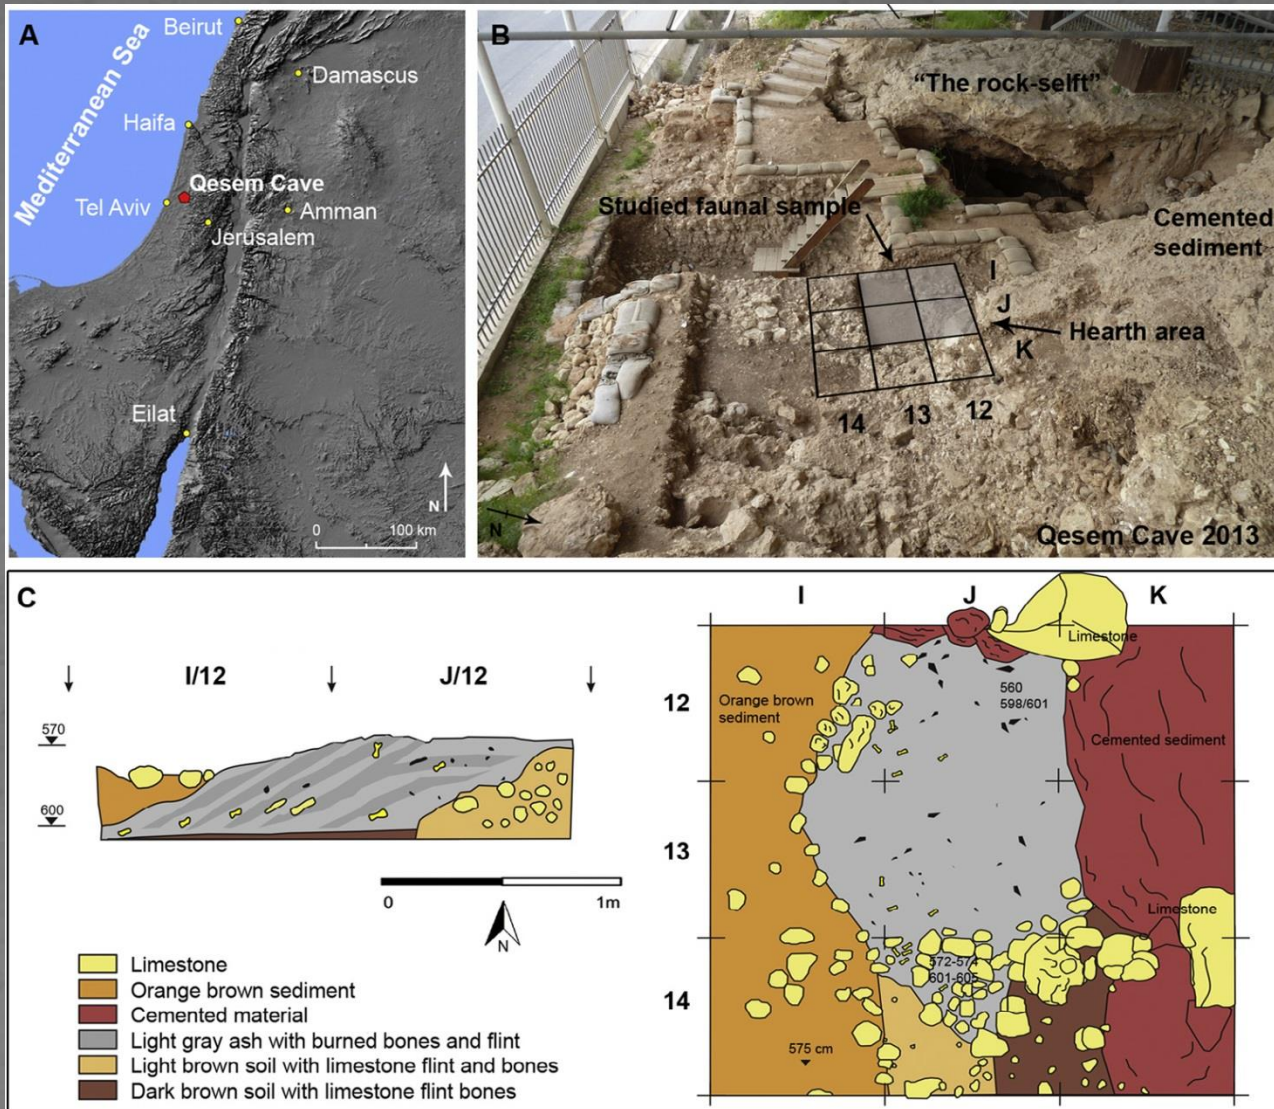 A
Beirut
Mediterranean Sea
Damascus
Haifa
Qesem Cave
Tel Aviv
Amman
Jerusalem
Eilat
N
0 100 km
B
"The rock-selft"
Studied faunal sample
Cemented
sediment
I
J
K
Hearth area
14 13 12
N
Qesem Cave 2013
C
I/12 J/12
570
600
0 1m
N
Limestone
Orange brown sediment
Cemented material
Light gray ash with burned bones and flint
Light brown soil with limestone flint and bones
Dark brown soil with limestone flint bones
I J K
Limestone
12
Orange brown
sediment
560
598/601
Cemented sediment
13
Limestone
572-574
601-605
14
575 cm